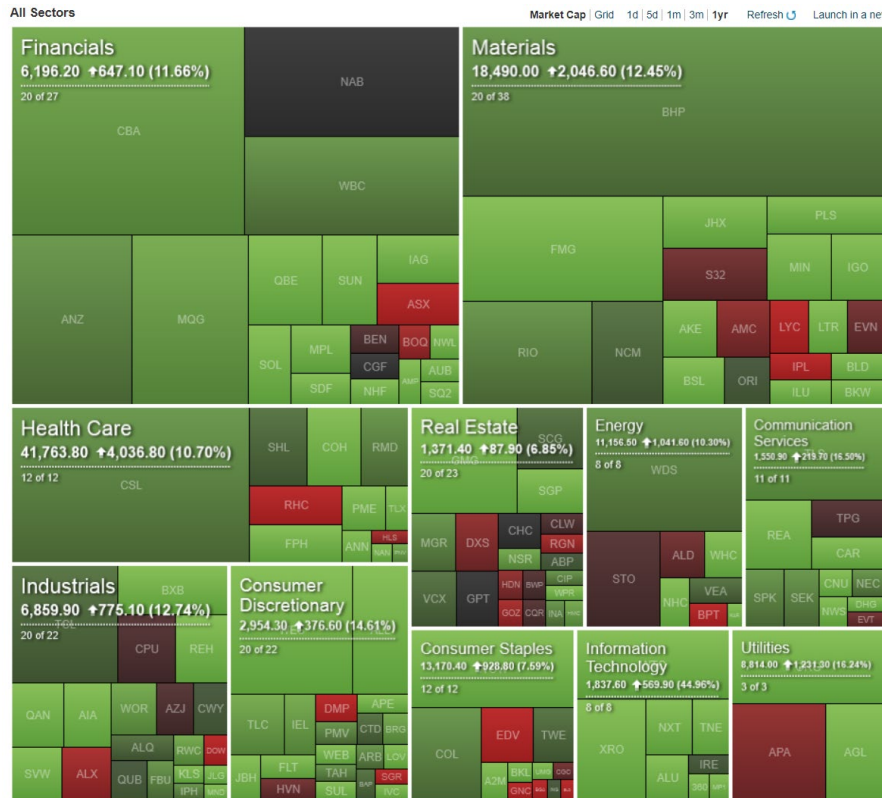 All Sectors
Market Cap | Grid 1d | 5d | 1m | 3m | 1yr Refresh Launch in a ne
Financials
6,196.20 647.10 (11.66%)
20 of 27
CBA
NAB
WBC
ANZ
MQG
QBE
SUN
IAG
ASX
SOL
MPL
SDF
BEN
CGF
NHF
BOQ
NWL
AMP
AUB
SQ2
Materials
18,490.00 2,046.60 (12.45%)
20 of 38
BHP
FMG
JHX
PLS
S32
MIN
IGO
RIO
NCM
AKE
AMC
LYC
LTR
EVN
BSL
ORI
IPL
BLD
ILU
BKW
Health Care
41,763.80 4,036.80 (10.70%)
12 of 12
CSL
SHL
COH
RMD
RHC
PME
TLX
FPH
ANN
HLS
NAN
Real Estate
1,371.40 87.90 (6.85%)
20 of 23
GMG
SCG
SGP
MGR
DXS
CHC
CLW
RGN
NSR
ABP
VCX
GPT
HDN
BWP
CIP
WPR
GOZ
CQR
INA
Energy
11,156.50 1,041.60 (10.30%)
8 of 8
WDS
STO
ALD
WHC
NHC
VEA
BPT
Communication
Services
1,550.90 219.70 (16.50%)
11 of 11
REA
TPG
CAR
SPK
SEK
CNU
NEC
NWS
DHG
EVT
Industrials
6,859.90 775.10 (12.74%)
20 of 22
TCL
BXB
CPU
REH
QAN
AIA
WOR
AZJ
CWY
ALQ
RWC
DOW
SVW
ALX
QUB
FBU
KLS
JLG
IPH
MND
Consumer
Discretionary
2,954.30 376.60 (14.61%)
20 of 22
ALL
TLC
IEL
DMP
APE
PMV
CTD
BRG
WEB
ARB
LOV
JBH
FLT
TAH
BAP
SGR
HVN
SUL
IVC
Consumer Staples
13,170.40 928.80 (7.59%)
12 of 12
COL
EDV
TWE
A2M
BKL
UMG
CGC
GNC
Information
Technology
1,837.60 569.90 (44.96%)
8 of 8
XRO
NXT
TNE
ALU
IRE
360
MP1
Utilities
8,814.00 1,231.30 (16.24%)
3 of 3
APA
AGL